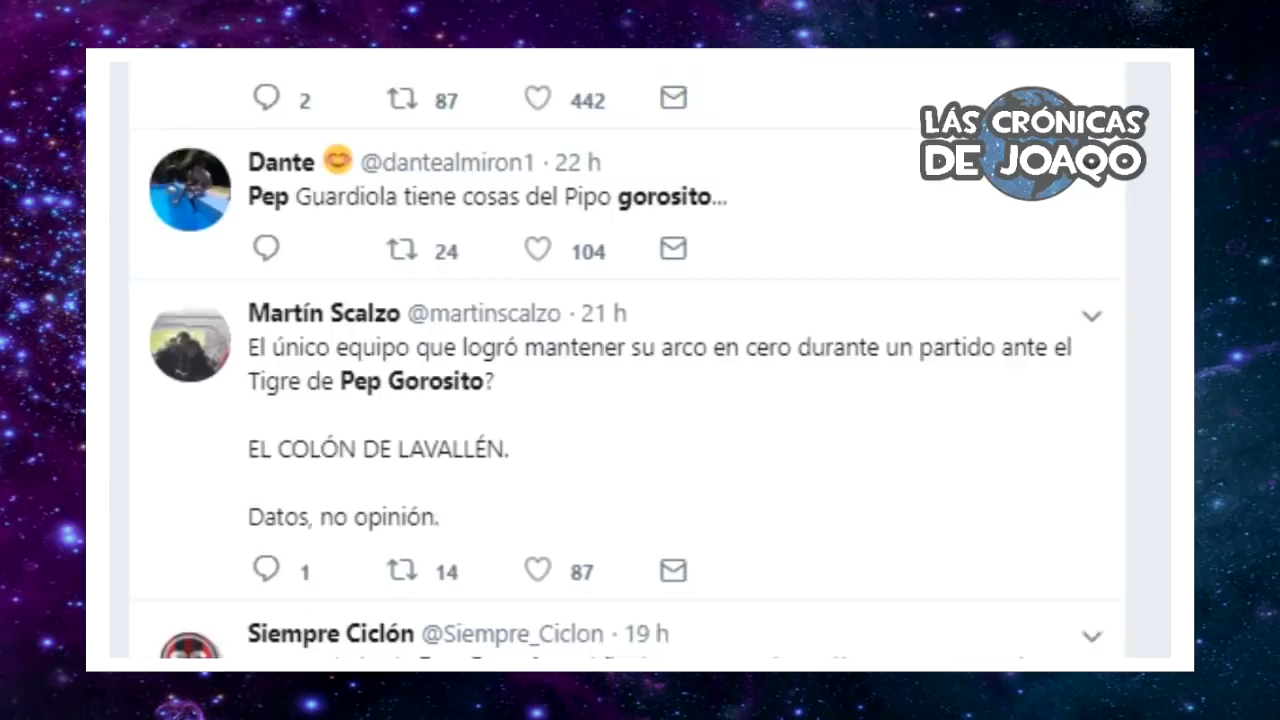 2 87 442
LÁS CRÓNICAS
DE JOAQO
Dante @dantealmiron1 · 22 h
Pep Guardiola tiene cosas del Pipo gorosito...
24 104
Martín Scalzo @martinscalzo · 21 h
El único equipo que logró mantener su arco en cero durante un partido ante el
Tigre de Pep Gorosito?
EL COLÓN DE LAVALLÉN.
Datos, no opinión.
1 14 87
Siempre Ciclón @Siempre_Ciclon · 19 h